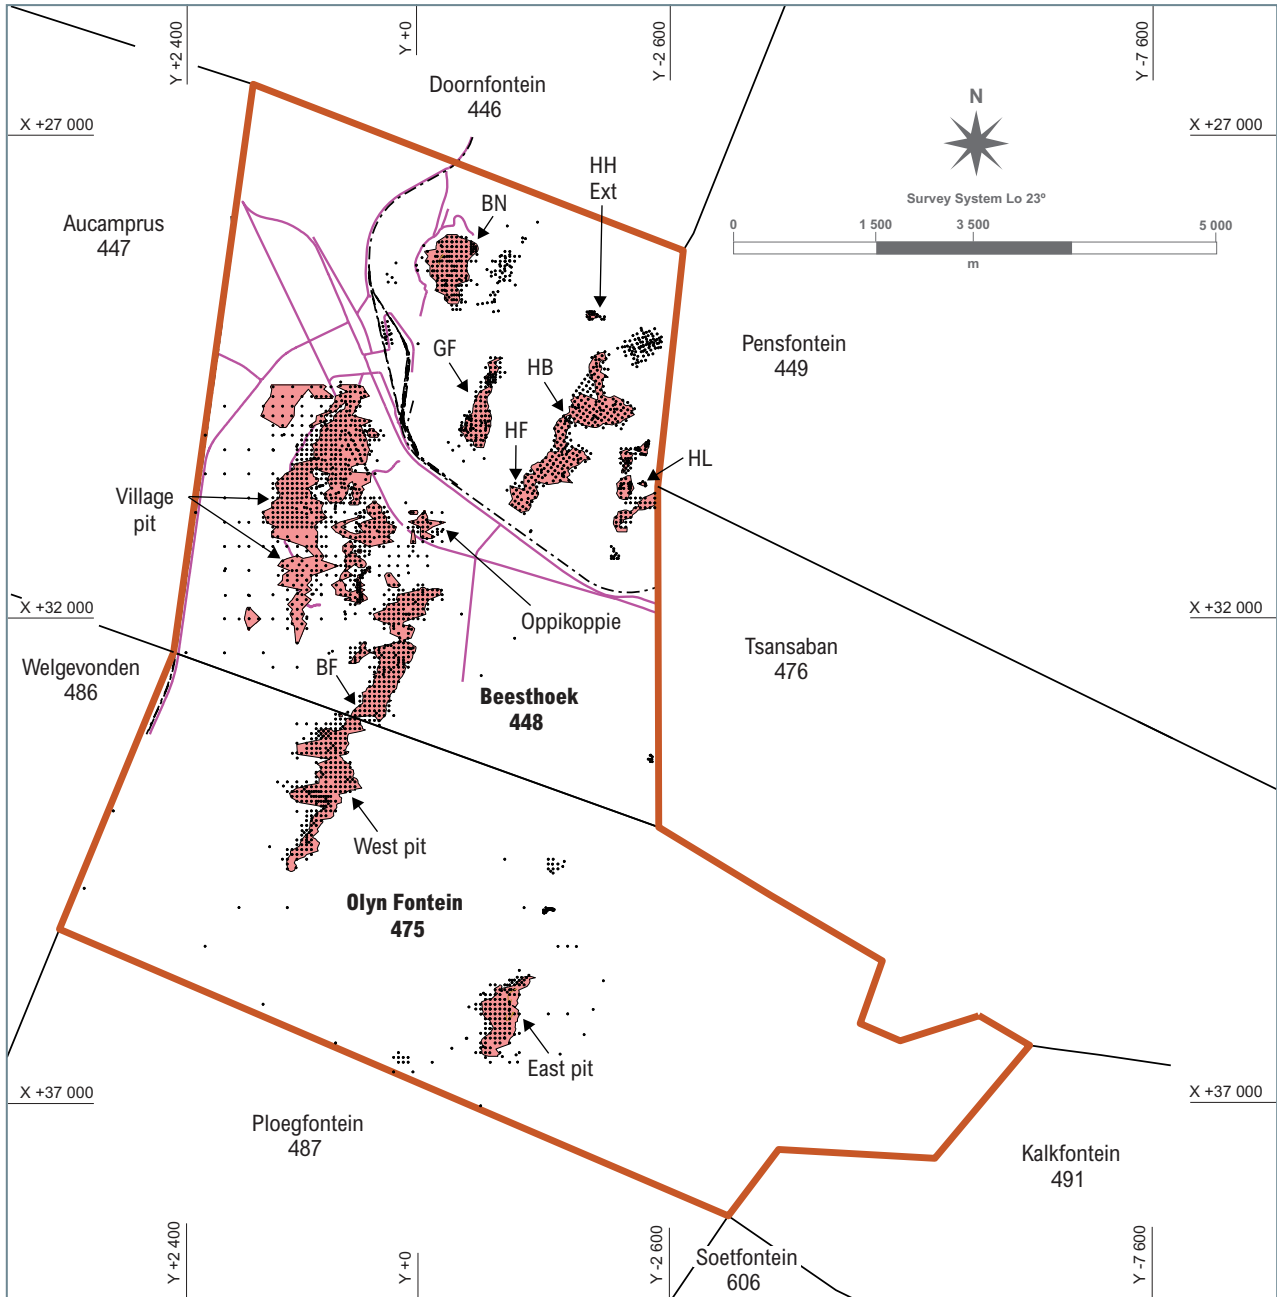 Y +2 400
Y +0
Y -2 600
Y -7 600
Doornfontein
446
X +27 000
X +27 000
N
Survey System Lo 23º
0
1 500
3 500
5 000
m
HH
Ext
BN
Aucamprus
447
Pensfontein
449
GF
HB
HF
HL
Village
pit
Oppikoppie
X +32 000
X +32 000
Tsansaban
476
Welgevonden
486
BF
Beesthoek
448
West pit
Olyn Fontein
475
East pit
X +37 000
X +37 000
Ploegfontein
487
Kalkfontein
491
Soetfontein
606
Y +2 400
Y +0
Y -2 600
Y -7 600